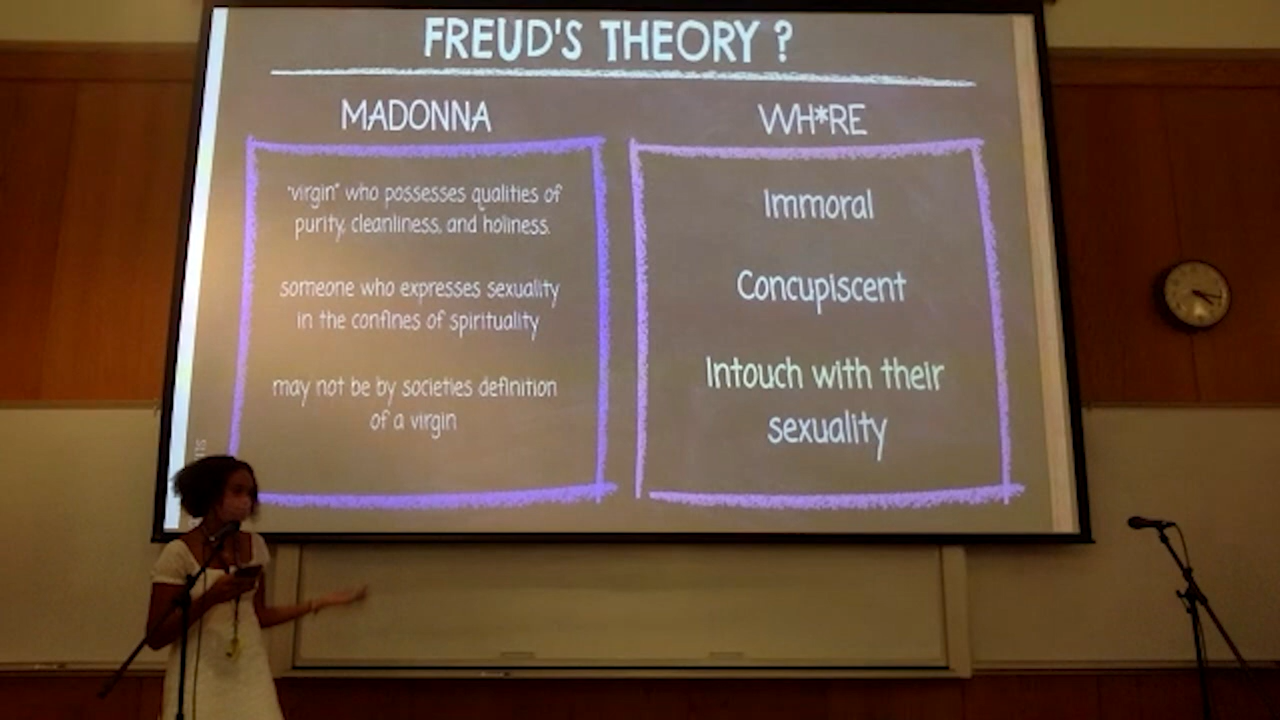 FREUD'S THEORY ?
MADONNA
"virgin" who possesses qualities of
purity, cleanliness, and holiness.
someone who expresses sexuality
in the confines of spirituality
may not be by societies definition
of a virgin
WH*RE
Immoral
Concupiscent
Intouch with their
sexuality